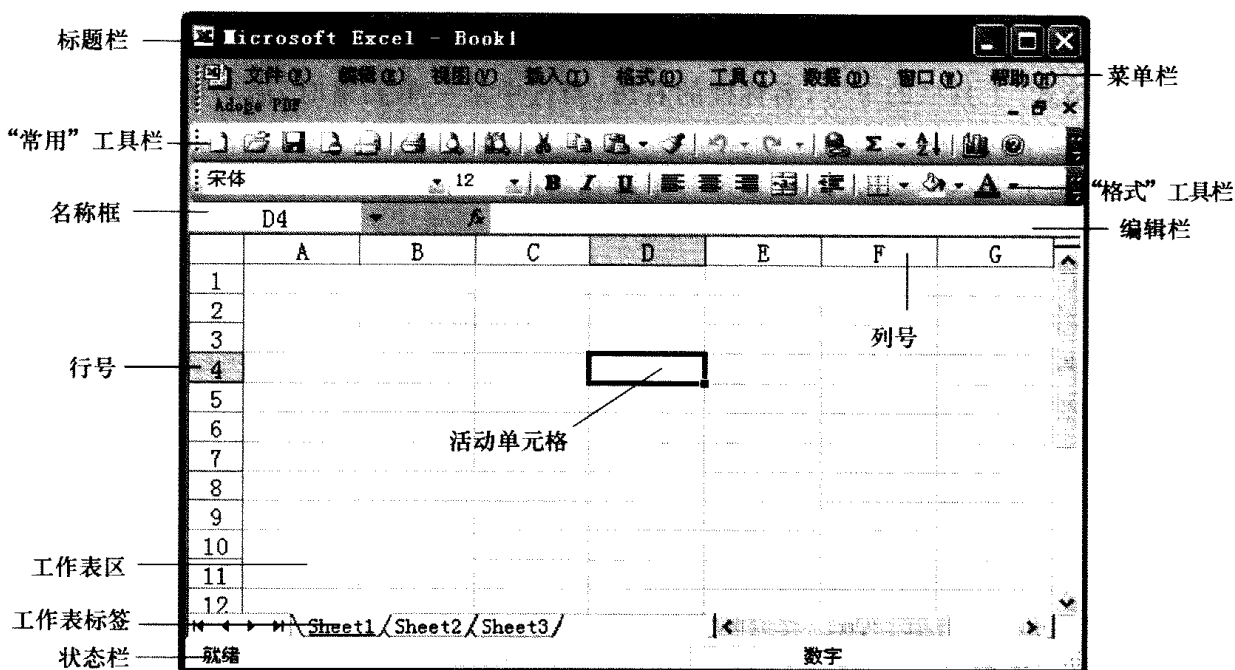 标题栏
Microsoft Excel - Book1
文件(F) 编辑(E) 视图(V) 插入(I) 格式(O) 工具(T) 数据(D) 窗口(W) 帮助(H)
菜单栏
Adobe PDF
“常用”工具栏
宋体 12 B I U
“格式”工具栏
名称框
D4 fx
编辑栏
A B C D E F G
1
2
3
列号
行号
4
5
6
活动单元格
7
8
9
10
工作表区
11
12
工作表标签
Sheet1 Sheet2 Sheet3
状态栏
就绪 数字